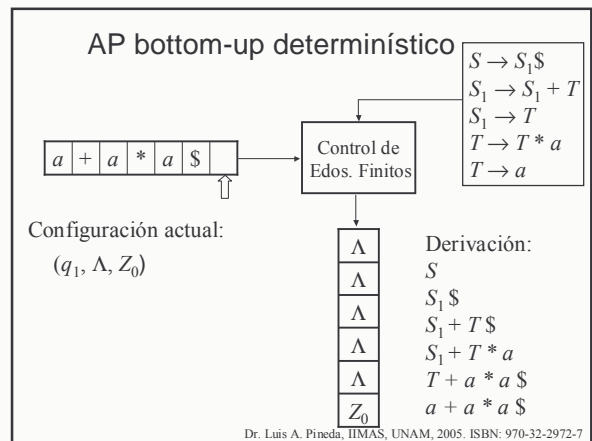 AP bottom-up determinístico
S → S₁$
S₁ → S₁ + T
S₁ → T
T → T * a
T → a
a + a * a $
Control de
Edos. Finitos
Configuración actual:
(q₁, Λ, Z₀)
Λ
Λ
Λ
Λ
Λ
Z₀
Derivación:
S
S₁ $
S₁ + T $
S₁ + T * a
T + a * a $
a + a * a $
Dr. Luis A. Pineda, IIMAS, UNAM, 2005. ISBN: 970-32-2972-7